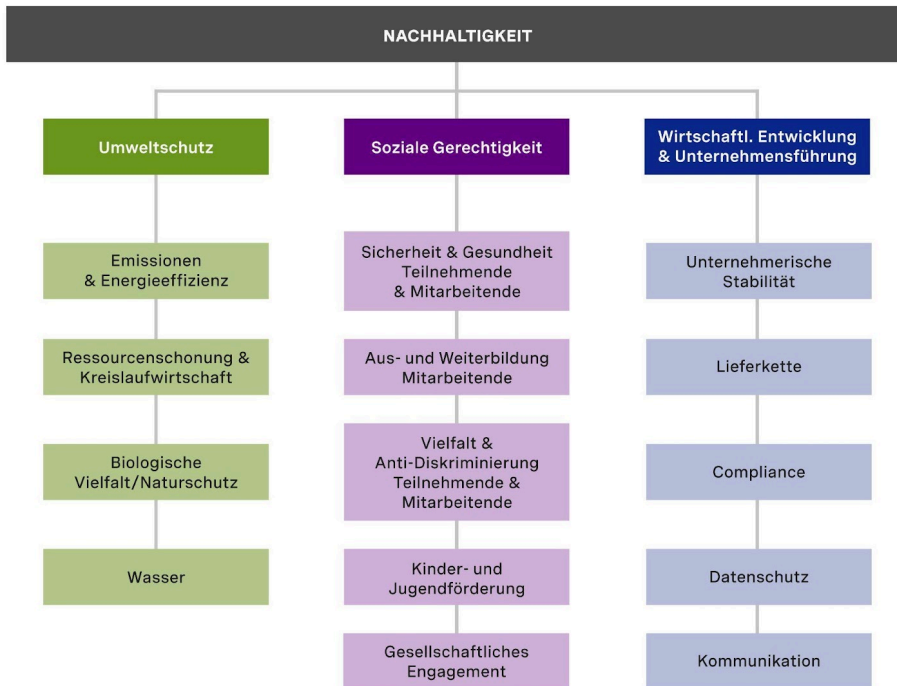 NACHHALTIGKEIT
Umweltschutz
Emissionen
& Energieeffizienz
Ressourcenschonung &
Kreislaufwirtschaft
Biologische
Vielfalt/Naturschutz
Wasser
Soziale Gerechtigkeit
Sicherheit & Gesundheit
Teilnehmende
& Mitarbeitende
Aus- und Weiterbildung
Mitarbeitende
Vielfalt &
Anti-Diskriminierung
Teilnehmende &
Mitarbeitende
Kinder- und
Jugendförderung
Gesellschaftliches
Engagement
Wirtschaftl. Entwicklung
& Unternehmensführung
Unternehmerische
Stabilität
Lieferkette
Compliance
Datenschutz
Kommunikation